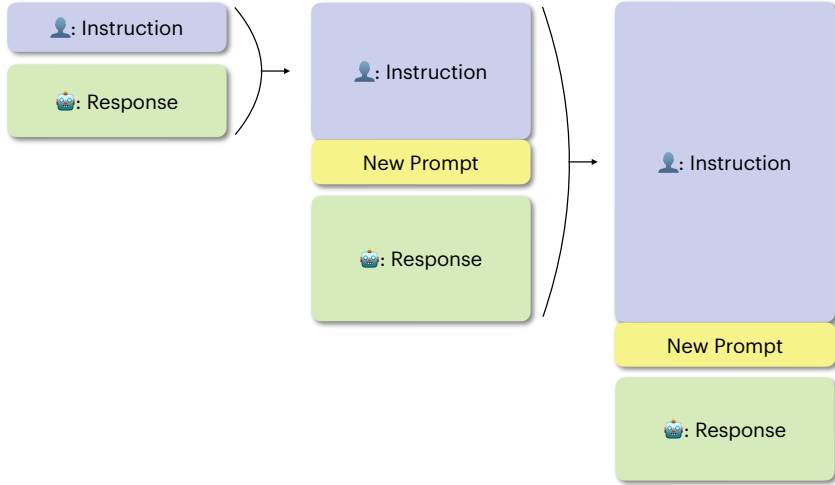 👤: Instruction
🤖: Response
👤: Instruction
New Prompt
🤖: Response
👤: Instruction
New Prompt
🤖: Response